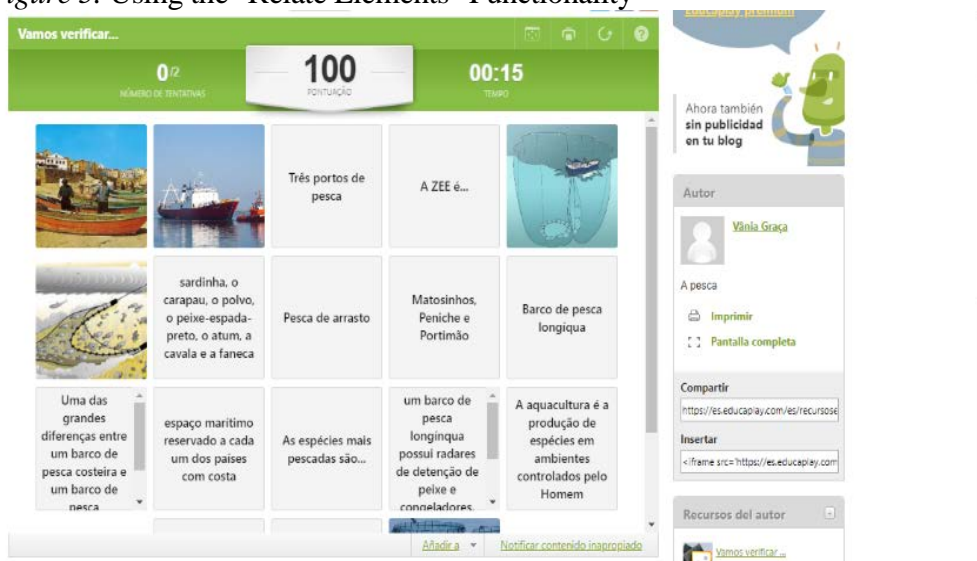 gure 3. Using the "Relate Elements" Functionality
Vamos verificar...
0/2
NÚMERO DE TENTATIVAS
100
PONTUAÇÃO
00:15
TEMPO
Três portos de
pesca
A ZEE é...
sardinha, o
carapau, o polvo,
o peixe-espada-
preto, o atum, a
cavala e a faneca
Pesca de arrasto
Matosinhos,
Peniche e
Portimão
Barco de pesca
longiqua
Uma das
grandes
diferenças entre
um barco de
pesca costeira e
um barco de
pesca
espaço marítimo
reservado a cada
um dos países
com costa
As espécies mais
pescadas são...
um barco de
pesca
longínqua
possui radares
de detenção de
peixe e
congeladores.
A aquacultura é a
produção de
espécies em
ambientes
controlados pelo
Homem
Añadir a
Notificar contenido inapropiado
Educaplay premium
Ahora también
sin publicidad
en tu blog
Autor
Vânia Graça
A pesca
Imprimir
Pantalla completa
Compartir
https://es.educaplay.com/es/recursose
Insertar
<iframe src='https://es.educaplay.com
Recursos del autor
Vamos verificar ...